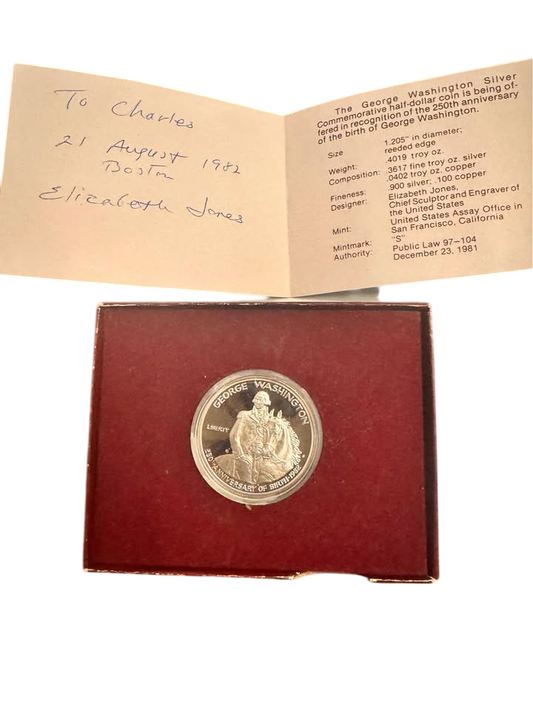 To Charles
21 August 1982
Boston
Elizabeth Jones
The George Washington Silver
Commemorative half-dollar coin is being of-
fered in recognition of the 250th anniversary
of the birth of George Washington.
Size 1.205" in diameter;
reeded edge
Weight: .4019 troy oz.
Composition: .3617 fine troy oz. silver
.0402 troy oz. copper
Fineness: .900 silver; .100 copper
Designer: Elizabeth Jones,
Chief Sculptor and Engraver of
the United States
Mint: United States Assay Office in
San Francisco, California
Mintmark: "S"
Authority: Public Law 97–104
December 23, 1981
GEORGE WASHINGTON
LIBERTY
250TH ANNIVERSARY OF BIRTH 1982